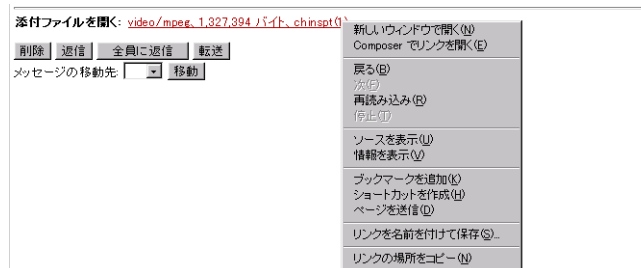 添付ファイルを開く: video/mpeg、1,327,394 バイト、chinspt(1)
削除 返信 全員に返信 転送
メッセージの移動先: 移動
新しいウィンドウで開く(N)
Composer でリンクを開く(E)
戻る(B)
次(F)
再読み込み(R)
停止(T)
ソースを表示(U)
情報を表示(V)
ブックマークを追加(K)
ショートカットを作成(H)
ページを送信(D)
リンクを名前を付けて保存(S)...
リンクの場所をコピー(N)